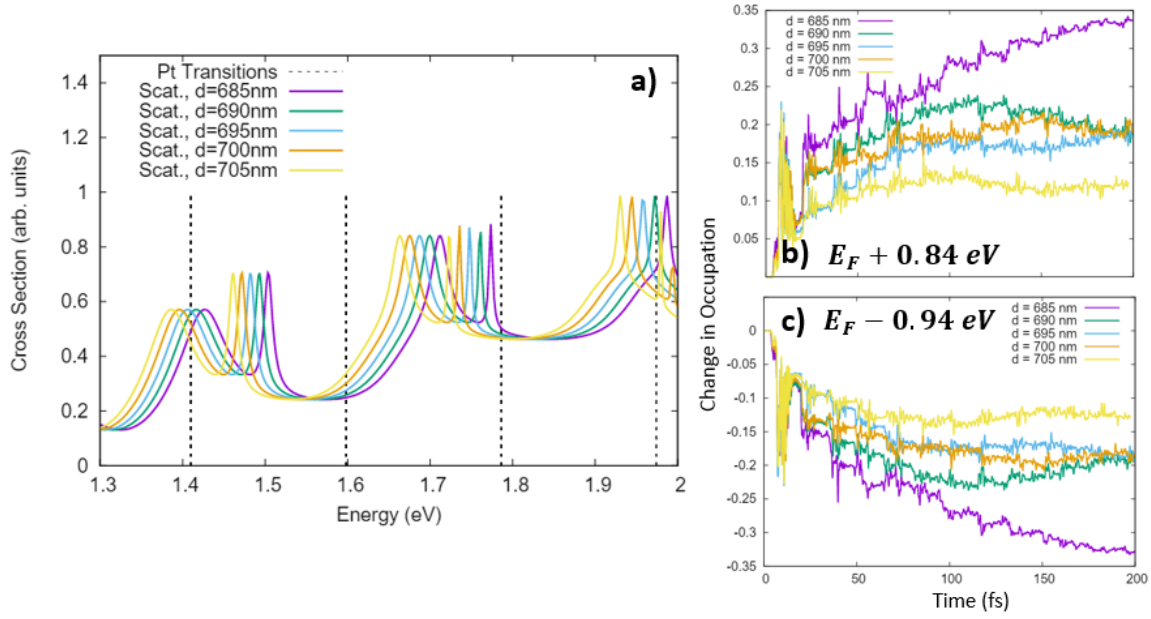 a)
Pt Transitions
Scat., d=685nm
Scat., d=690nm
Scat., d=695nm
Scat., d=700nm
Scat., d=705nm
1.4
1.2
1
0.8
0.6
0.4
0.2
0
1.3
1.4
1.5
1.6
1.7
1.8
1.9
2
Cross Section (arb. units)
Energy (eV)
b)
d = 685 nm
d = 690 nm
d = 695 nm
d = 700 nm
d = 705 nm
0.35
0.3
0.25
0.2
0.15
0.1
0.05
E_F + 0.84 eV
Change in Occupation
c)
E_F − 0.94 eV
d = 685 nm
d = 690 nm
d = 695 nm
d = 700 nm
d = 705 nm
0
-0.05
-0.1
-0.15
-0.2
-0.25
-0.3
-0.35
0
50
100
150
200
Time (fs)